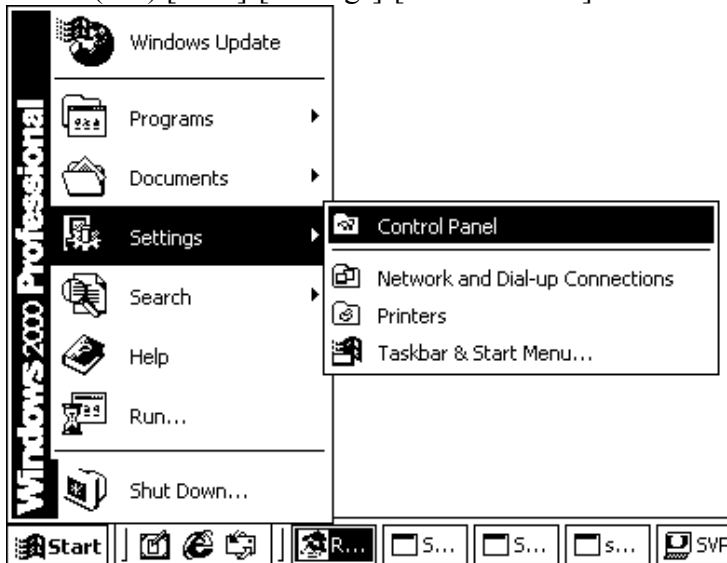 Windows Update
Programs
Documents
Settings
Search
Help
Run...
Shut Down...
Windows 2000 Professional
Control Panel
Network and Dial-up Connections
Printers
Taskbar & Start Menu...
Start
R...
S...
S...
s...
SVP